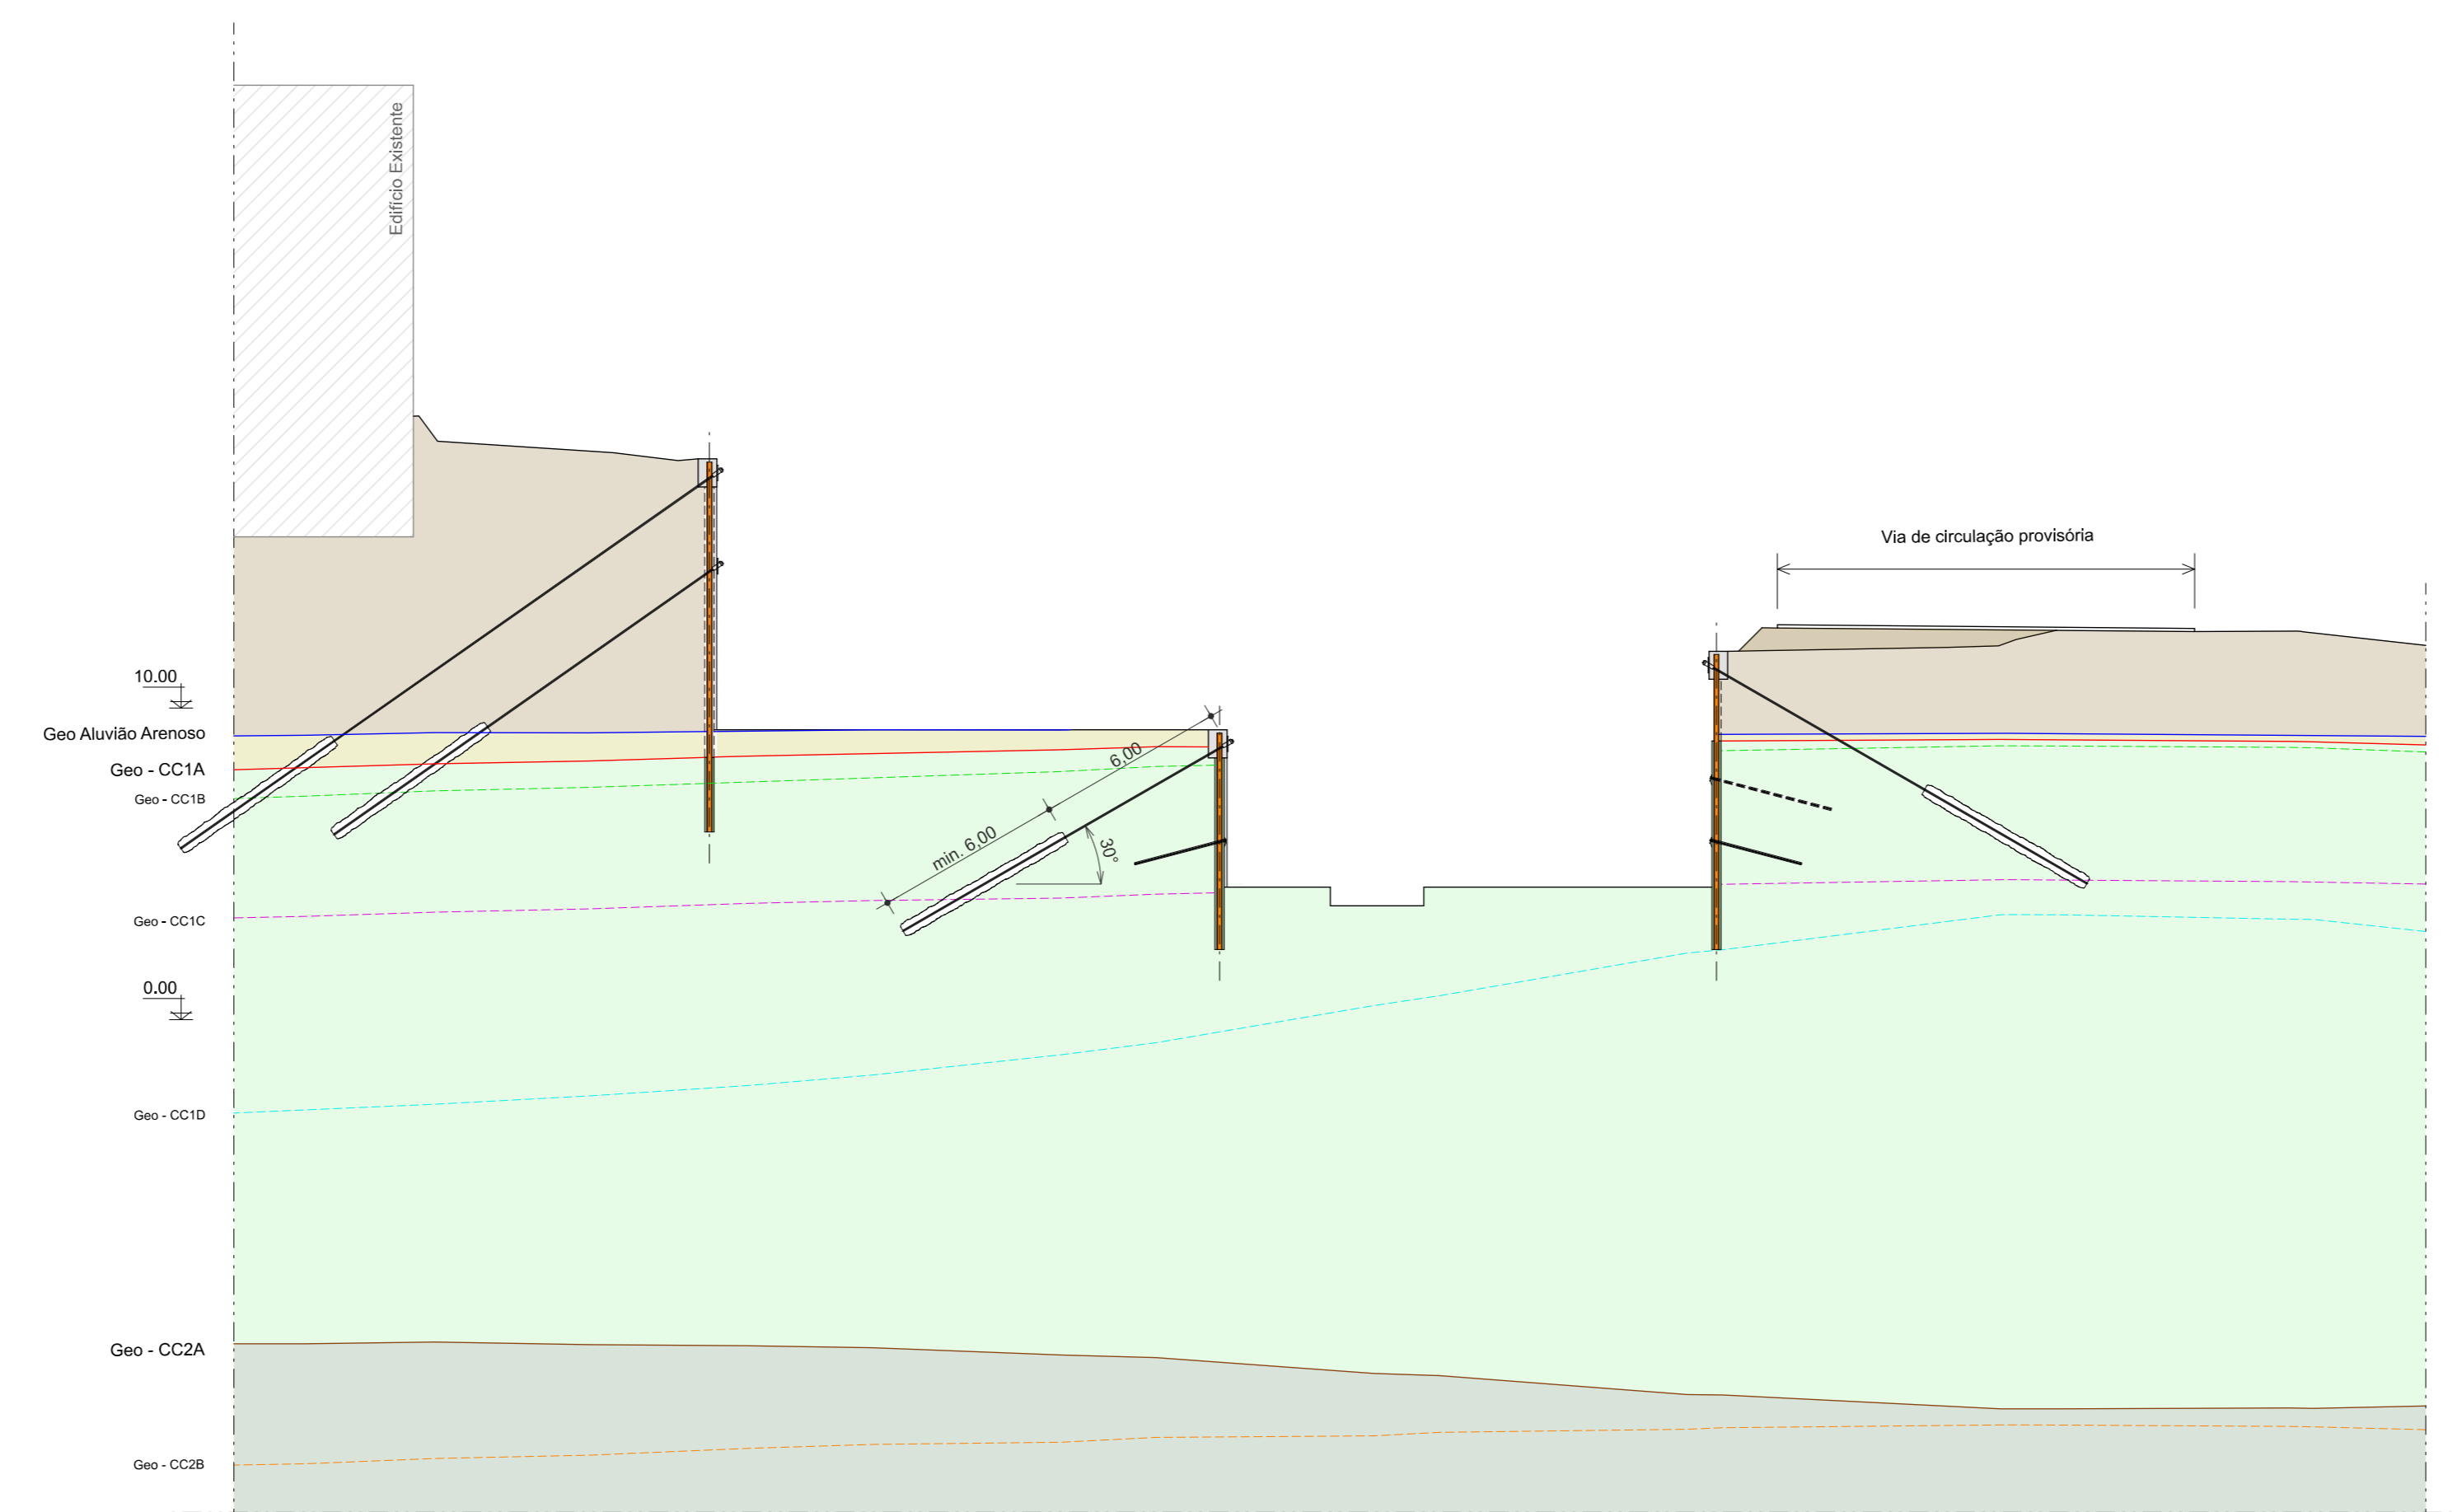 Edifício Existente
Via de circulação provisória
10.00
Geo Aluvião Arenoso
Geo - CC1A
Geo - CC1B
6,00
min. 6,00
30°
Geo - CC1C
0.00
Geo - CC1D
Geo - CC2A
Geo - CC2B